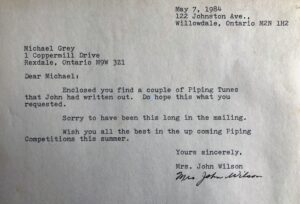 May 7, 1984
122 Johnston Ave.,
Willowdale, Ontario M2N 1H2
Michael Grey
1 Coppermill Drive
Rexdale, Ontario M9W 3Z1
Dear Michael:
Enclosed you find a couple of Piping Tunes
that John had written out. Do hope this what you
requested.
Sorry to have been this long in the mailing.
Wish you all the best in the up coming Piping
Competitions this summer.
Yours sincerely,
Mrs. John Wilson
Mrs John Wilson